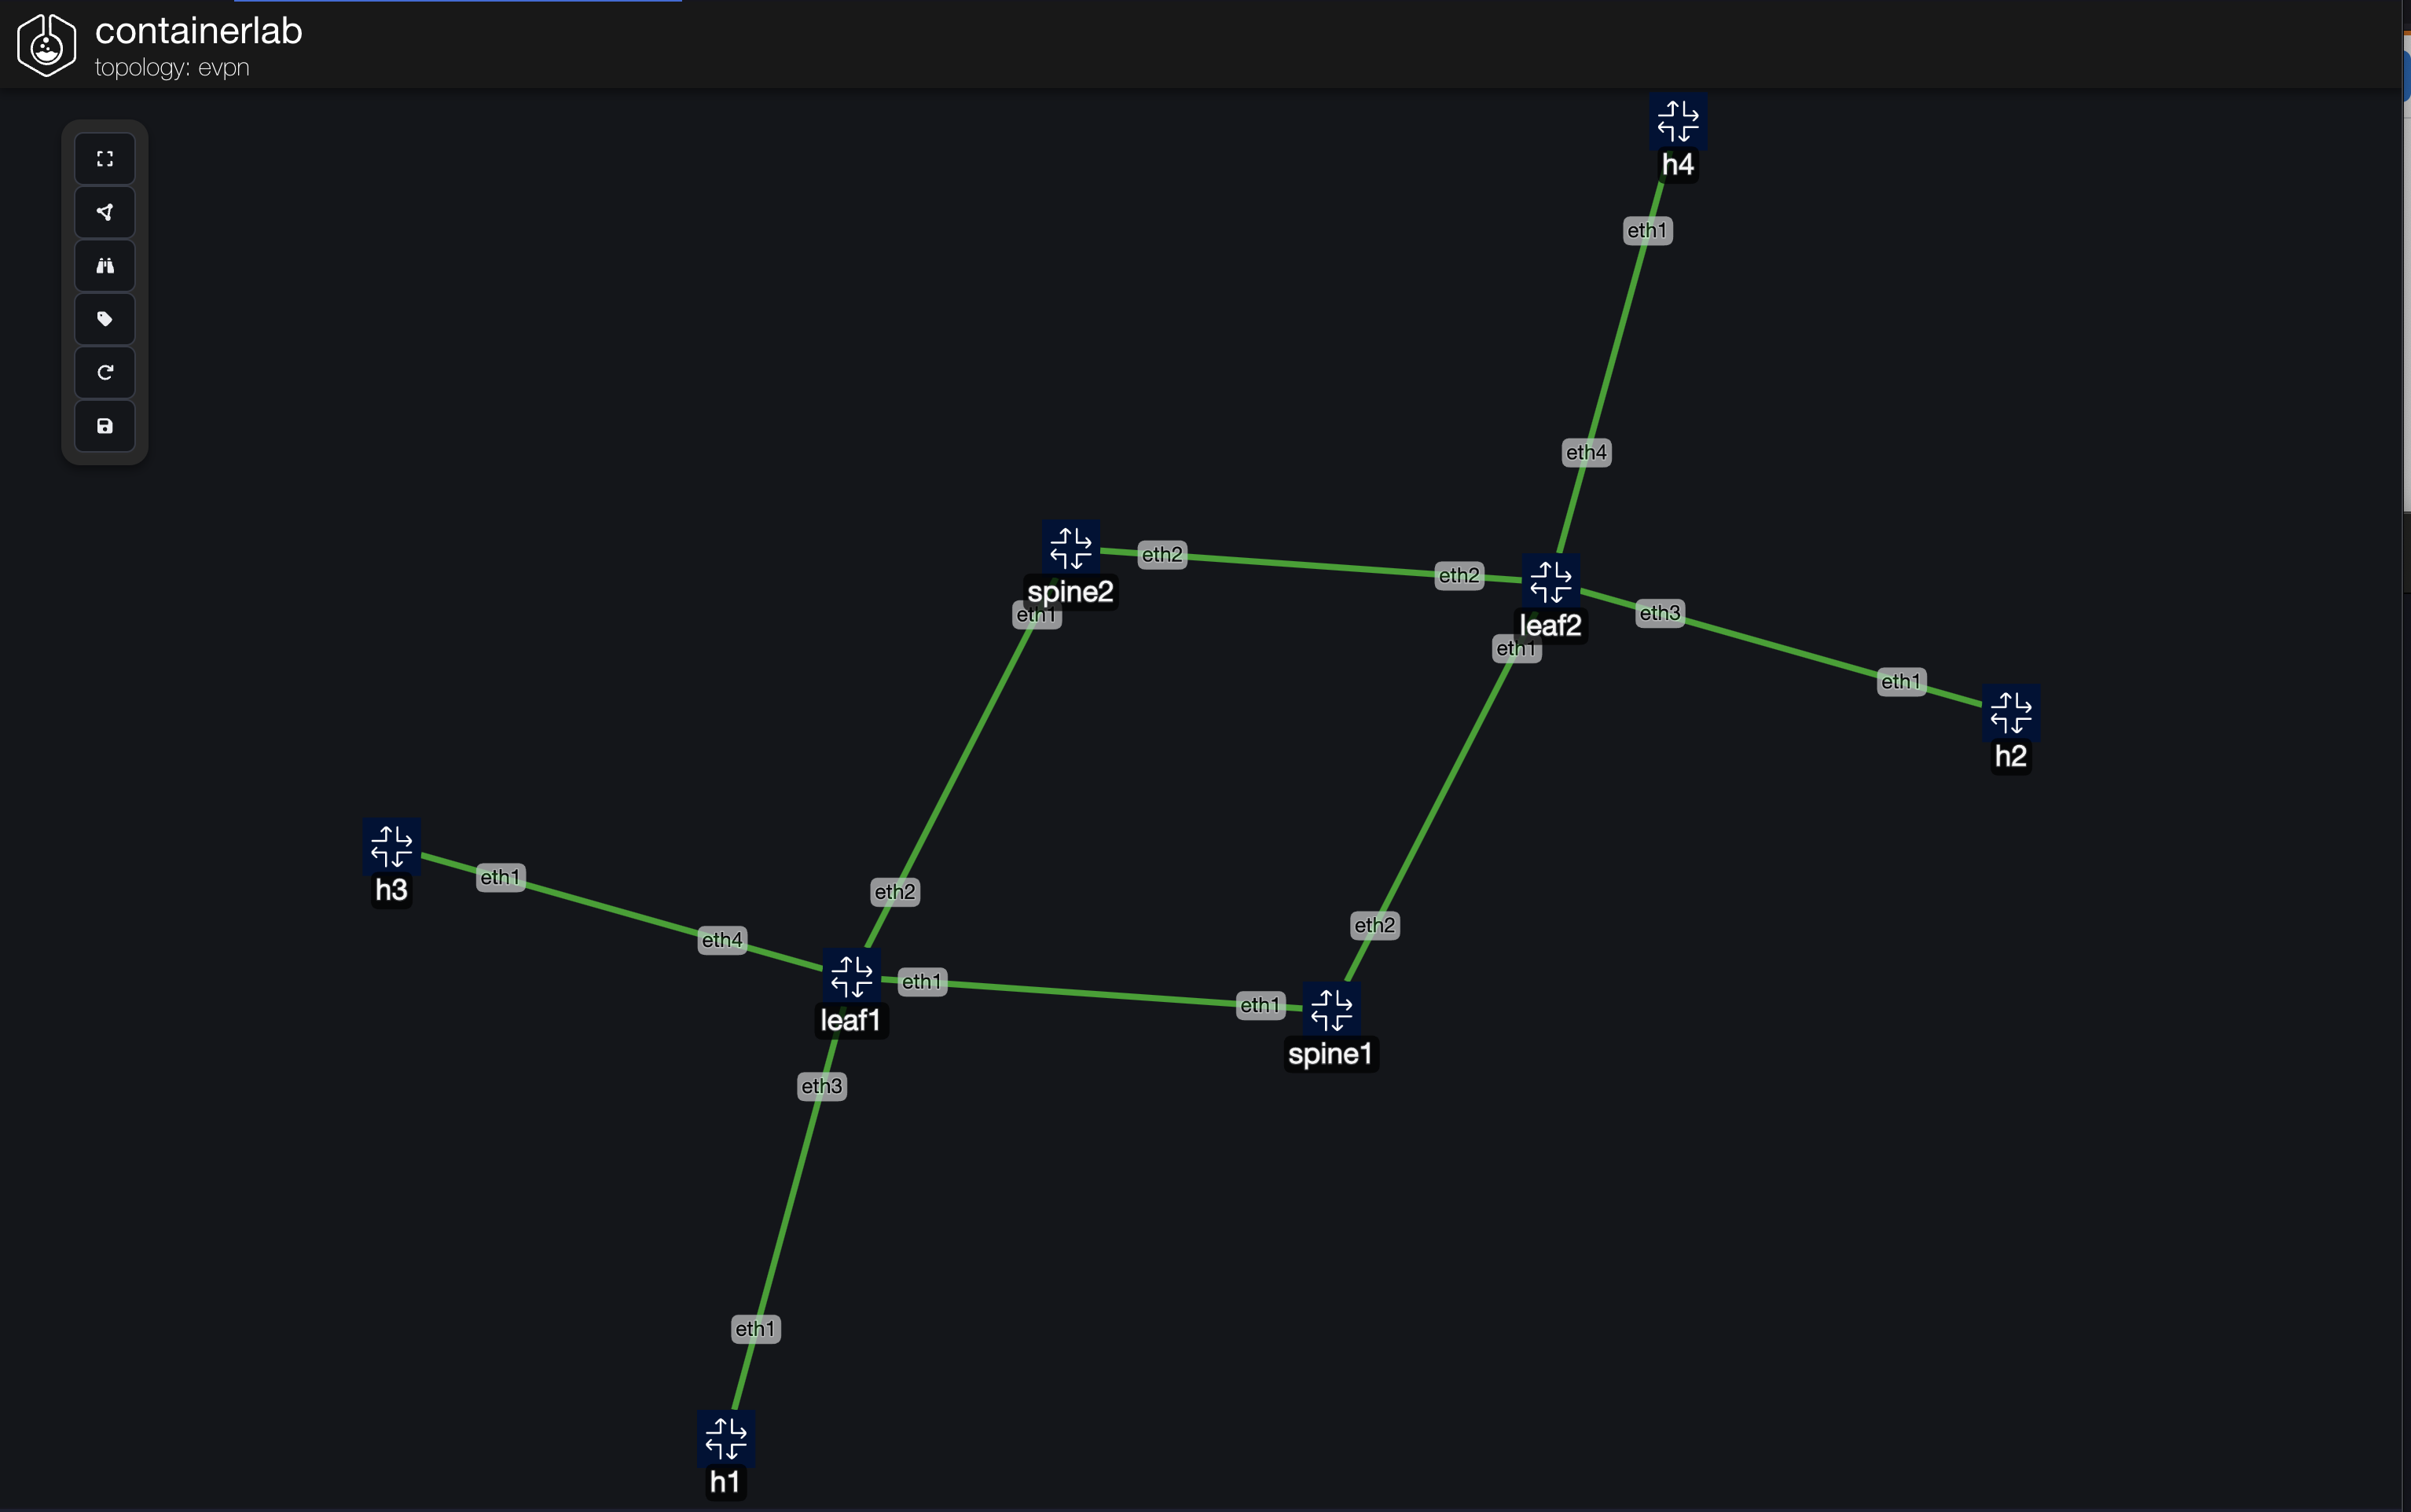 containerlab
topology: evpn
h4
eth1
eth4
spine2
eth2
eth2
leaf2
eth1
eth1
eth3
eth1
h2
h3
eth1
eth2
eth2
eth4
leaf1
eth1
eth1
spine1
eth3
eth1
h1